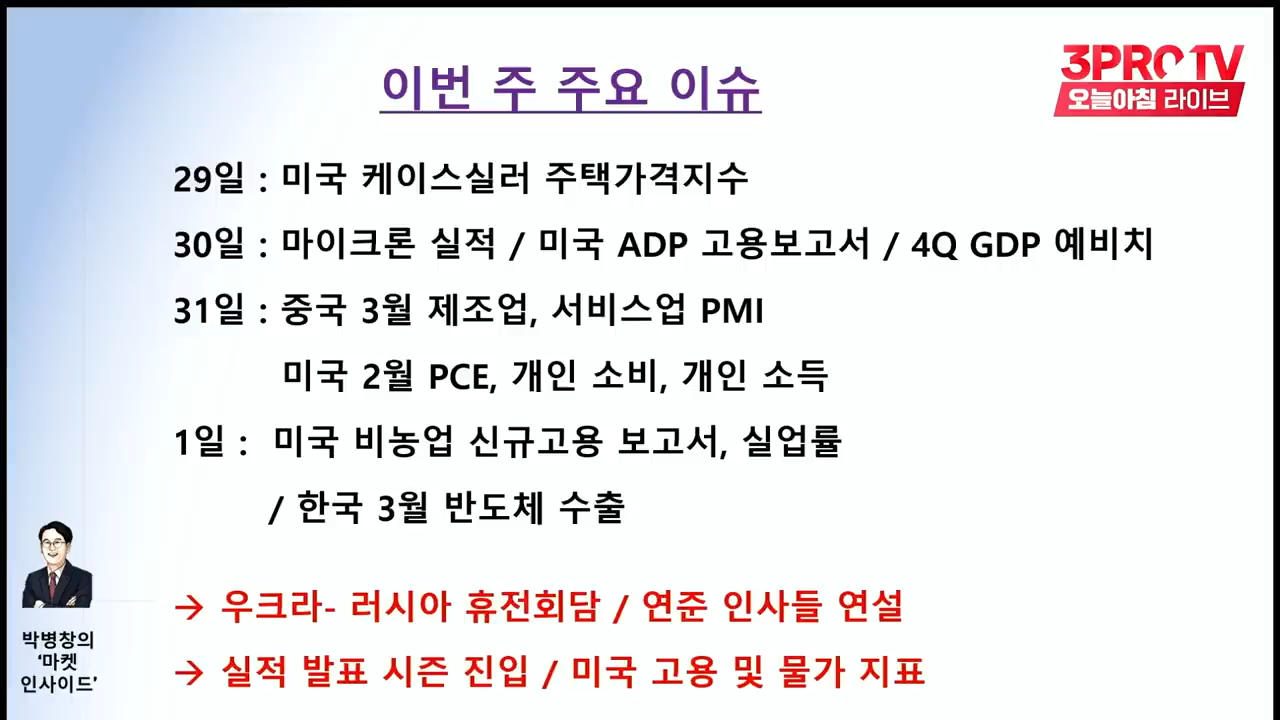 이번 주 주요 이슈
3PRO TV
오늘아침 라이브
29일 : 미국 케이스실러 주택가격지수
30일 : 마이크론 실적 / 미국 ADP 고용보고서 / 4Q GDP 예비치
31일 : 중국 3월 제조업, 서비스업 PMI
미국 2월 PCE, 개인 소비, 개인 소득
1일 : 미국 비농업 신규고용 보고서, 실업률
/ 한국 3월 반도체 수출
→ 우크라- 러시아 휴전회담 / 연준 인사들 연설
→ 실적 발표 시즌 진입 / 미국 고용 및 물가 지표
박병창의
‘마켓
인사이드’